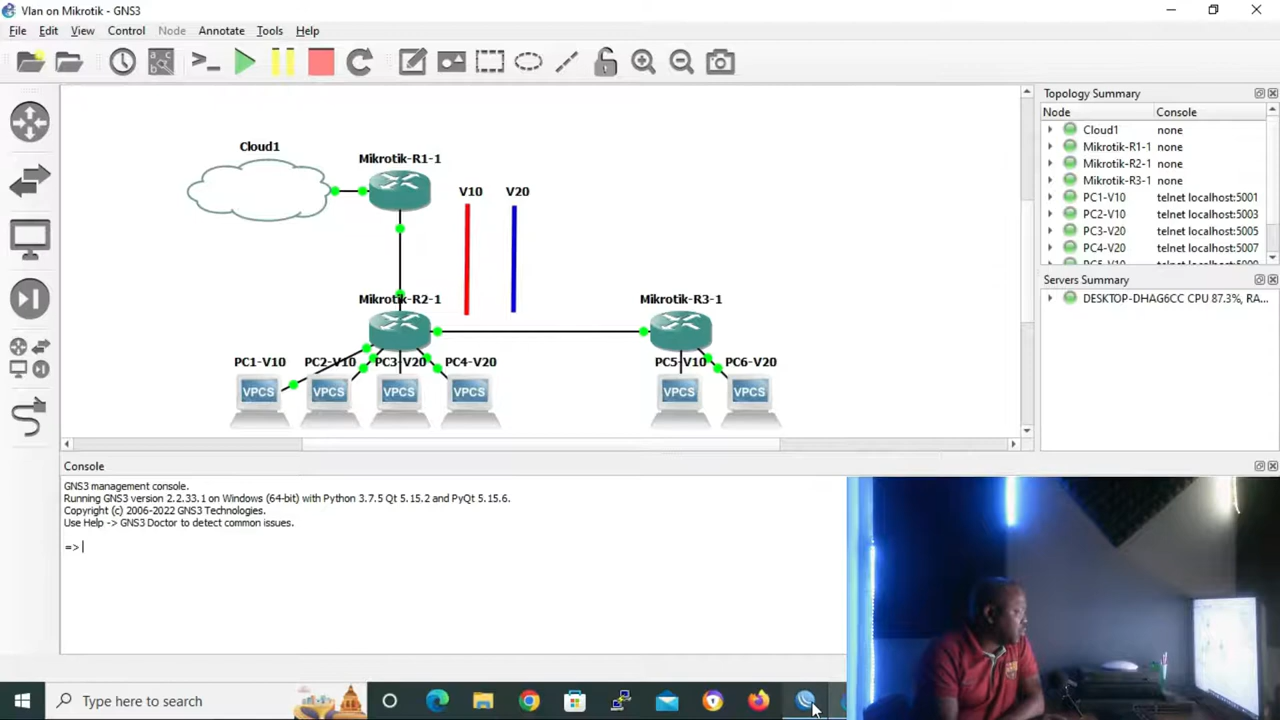 Vlan on Mikrotik - GNS3
File Edit View Control Node Annotate Tools Help
Topology Summary
Node Console
Cloud1 none
Mikrotik-R1-1 none
Mikrotik-R2-1 none
Mikrotik-R3-1 none
PC1-V10 telnet localhost:5001
PC2-V10 telnet localhost:5003
PC3-V20 telnet localhost:5005
PC4-V20 telnet localhost:5007
Servers Summary
DESKTOP-DHAG6CC CPU 87.3%, RA...
Cloud1
Mikrotik-R1-1
V10 V20
Mikrotik-R2-1
Mikrotik-R3-1
PC1-V10 PC2-V10 PC3-V20 PC4-V20
PC5-V10 PC6-V20
VPCS VPCS VPCS VPCS
VPCS VPCS
Console
GNS3 management console.
Running GNS3 version 2.2.33.1 on Windows (64-bit) with Python 3.7.5 Qt 5.15.2 and PyQt 5.15.6.
Copyright (c) 2006-2022 GNS3 Technologies.
Use Help -> GNS3 Doctor to detect common issues.
=>
Type here to search